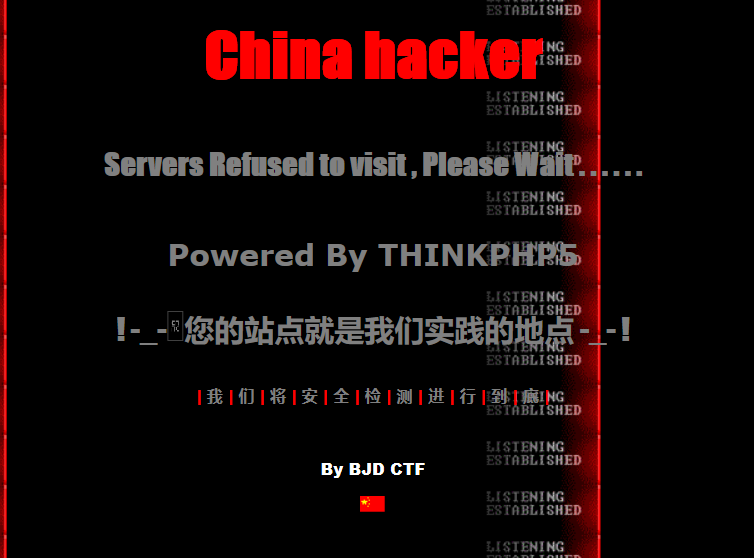 LISTENING
ESTABLISHED
China hacker
LISTENING
ESTABLISHED
LISTENING
ESTABLISHED
Servers Refused to visit , Please Wait . . . . . .
LISTENING
ESTABLISHED
LISTENING
ESTABLISHED
Powered By THINKPHP5
LISTENING
ESTABLISHED
LISTENING
ESTABLISHED
!-_-您的站点就是我们实践的地点-_-!
LISTENING
ESTABLISHED
|我|们|将|安|全|检|测|进|行|到|底|
LISTENING
ESTABLISHED
By BJD CTF
LISTENING
ESTABLISHED
LISTENING
ESTABLISHED
LISTENING